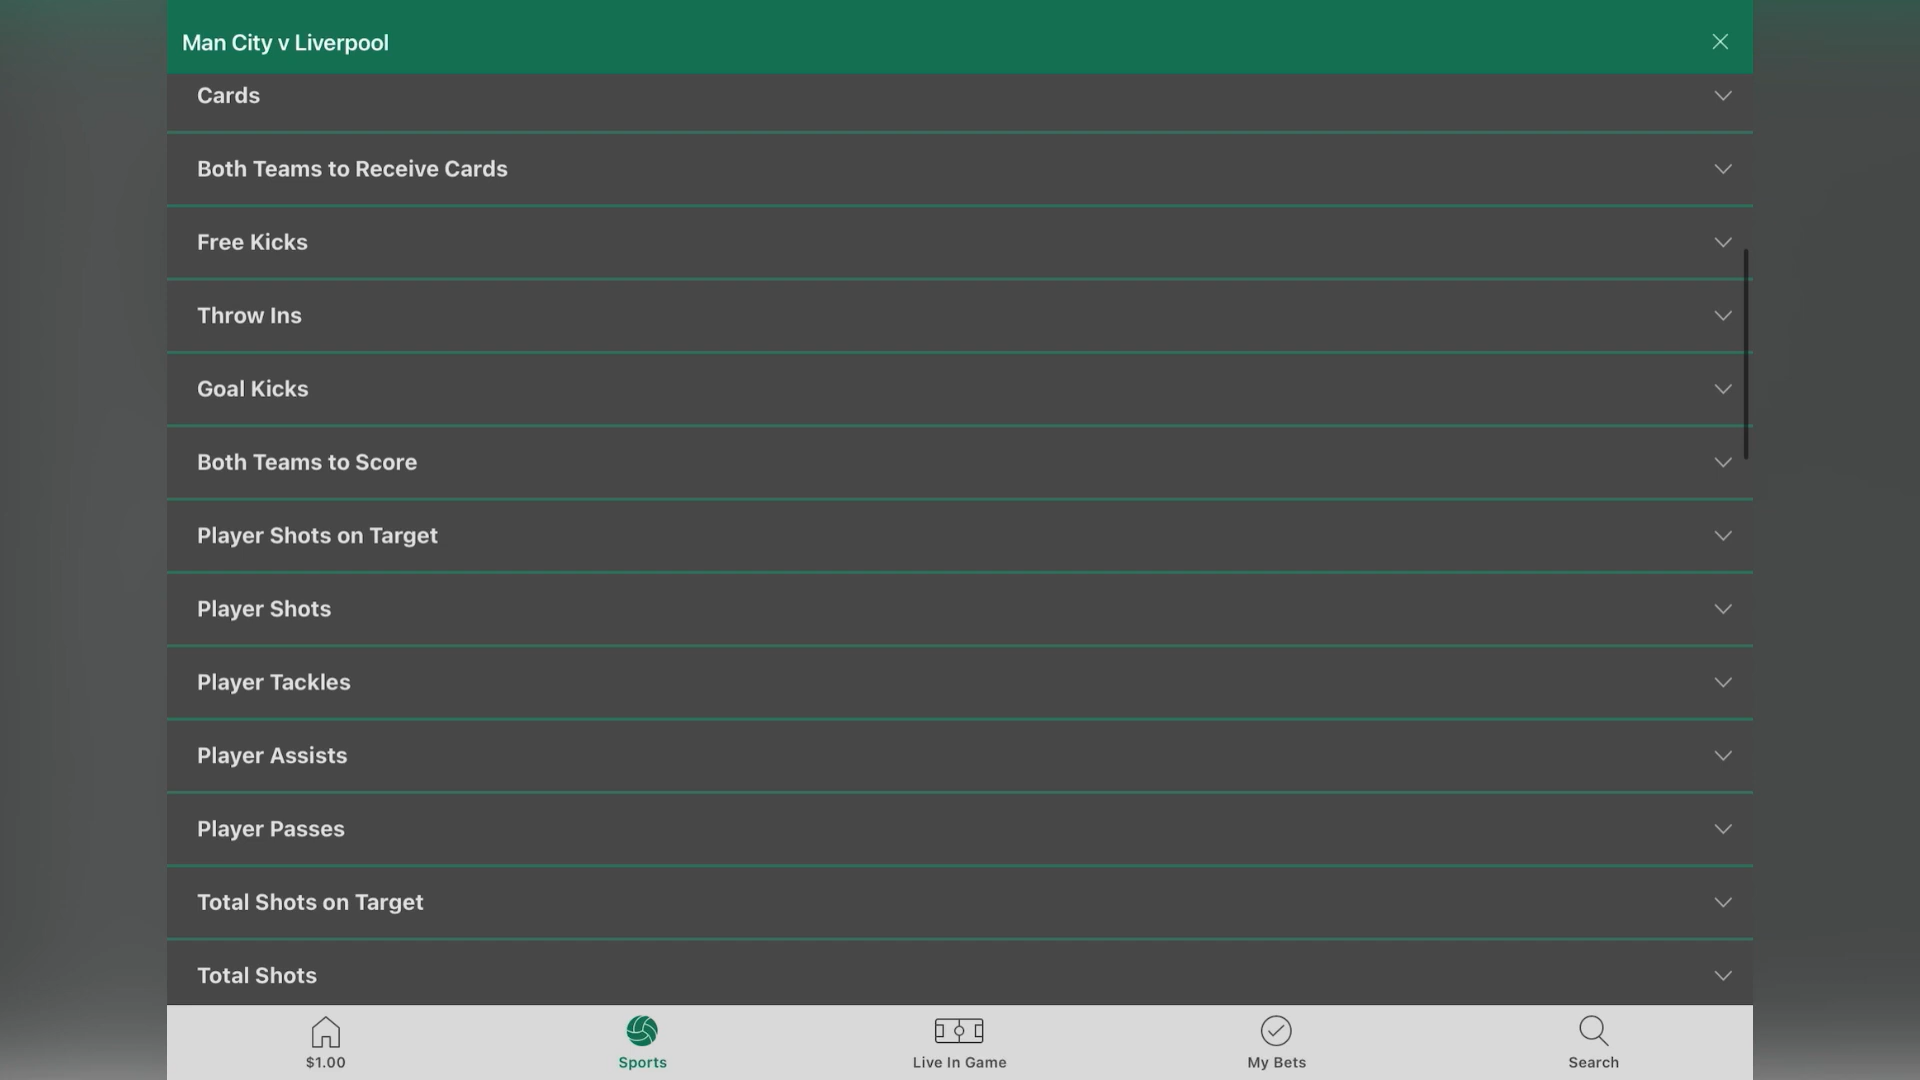 Man City v Liverpool
Cards
Both Teams to Receive Cards
Free Kicks
Throw Ins
Goal Kicks
Both Teams to Score
Player Shots on Target
Player Shots
Player Tackles
Player Assists
Player Passes
Total Shots on Target
Total Shots
$1.00
Sports
Live In Game
My Bets
Search